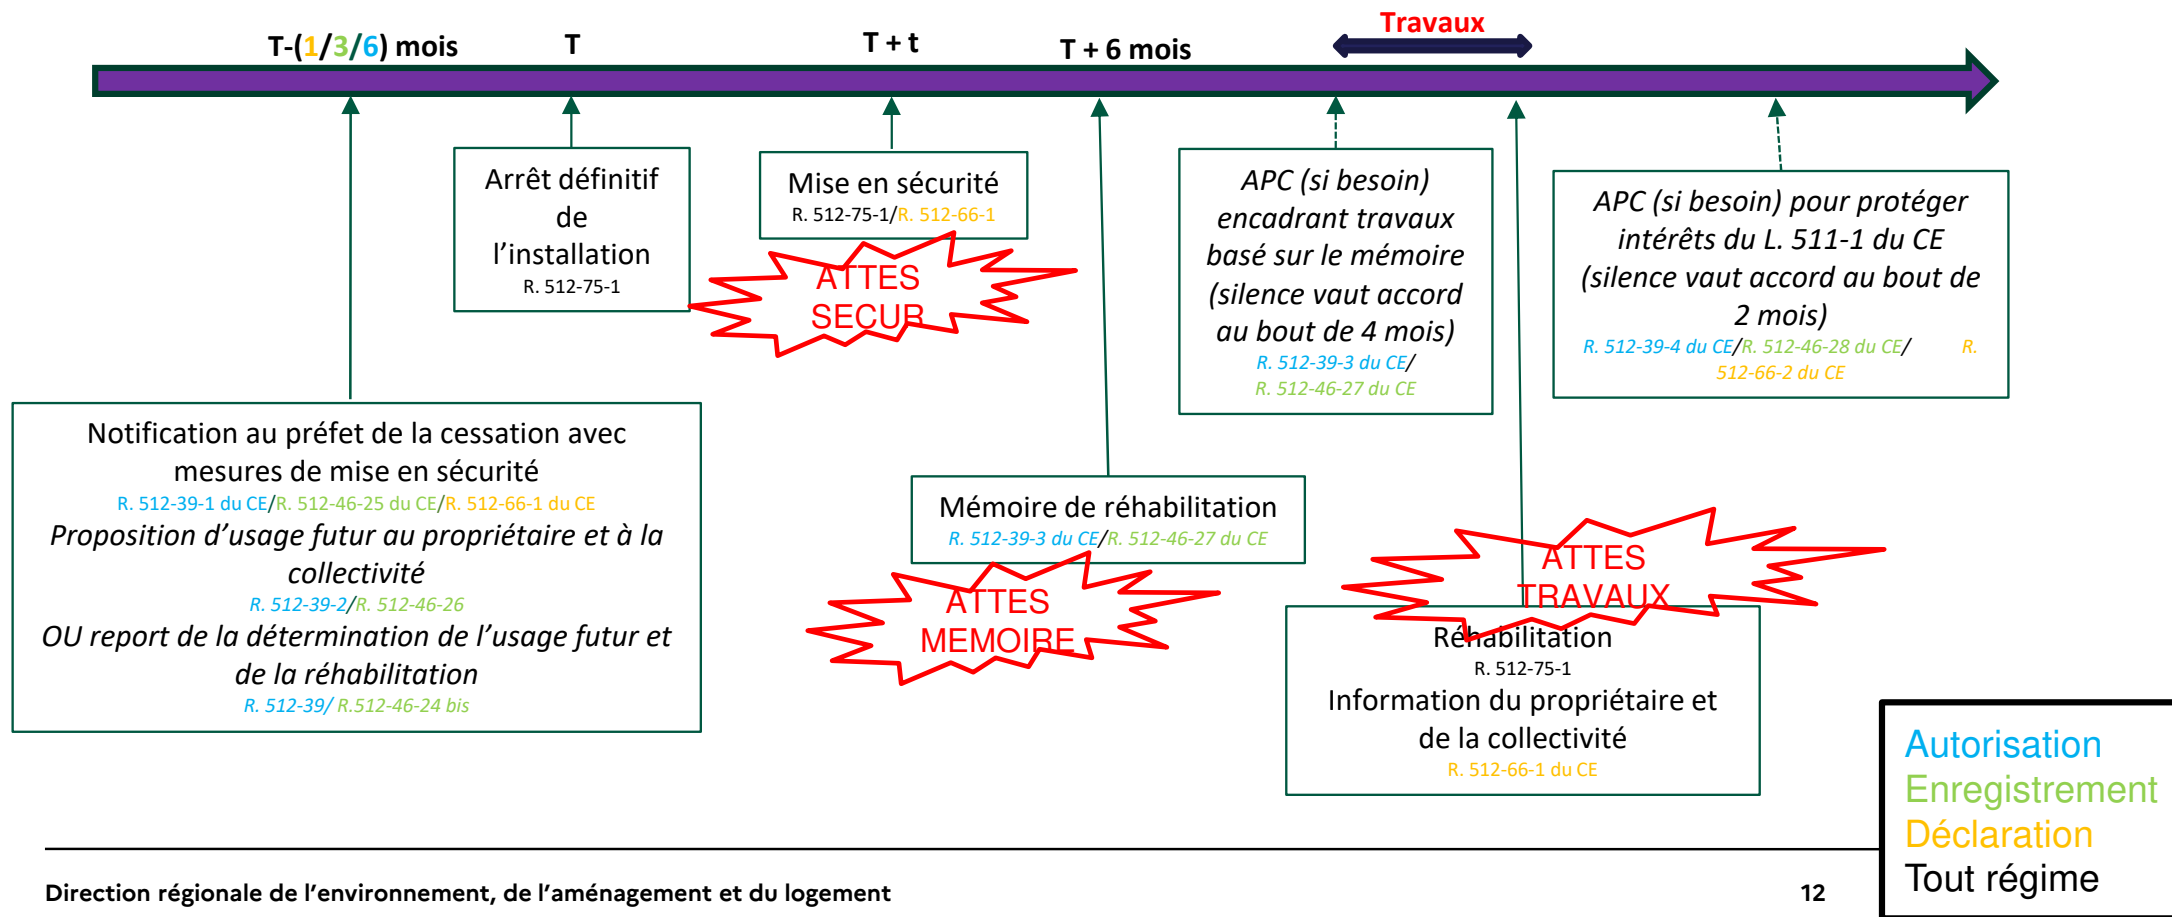 Travaux
T-(1/3/6) mois
T
T + t
T + 6 mois
Arrêt définitif
de
l’installation
R. 512-75-1
Mise en sécurité
R. 512-75-1/R. 512-66-1
ATTES
SECUR
APC (si besoin)
encadrant travaux
basé sur le mémoire
(silence vaut accord
au bout de 4 mois)
R. 512-39-3 du CE/
R. 512-46-27 du CE
APC (si besoin) pour protéger
intérêts du L. 511-1 du CE
(silence vaut accord au bout de
2 mois)
R. 512-39-4 du CE/R. 512-46-28 du CE/ R.
512-66-2 du CE
Notification au préfet de la cessation avec
mesures de mise en sécurité
R. 512-39-1 du CE/R. 512-46-25 du CE/R. 512-66-1 du CE
Proposition d’usage futur au propriétaire et à la
collectivité
R. 512-39-2/R. 512-46-26
OU report de la détermination de l’usage futur et
de la réhabilitation
R. 512-39/ R.512-46-24 bis
Mémoire de réhabilitation
R. 512-39-3 du CE/R. 512-46-27 du CE
ATTES
MEMOIRE
ATTES
TRAVAUX
Réhabilitation
R. 512-75-1
Information du propriétaire et
de la collectivité
R. 512-66-1 du CE
Autorisation
Enregistrement
Déclaration
Tout régime
Direction régionale de l’environnement, de l’aménagement et du logement
12